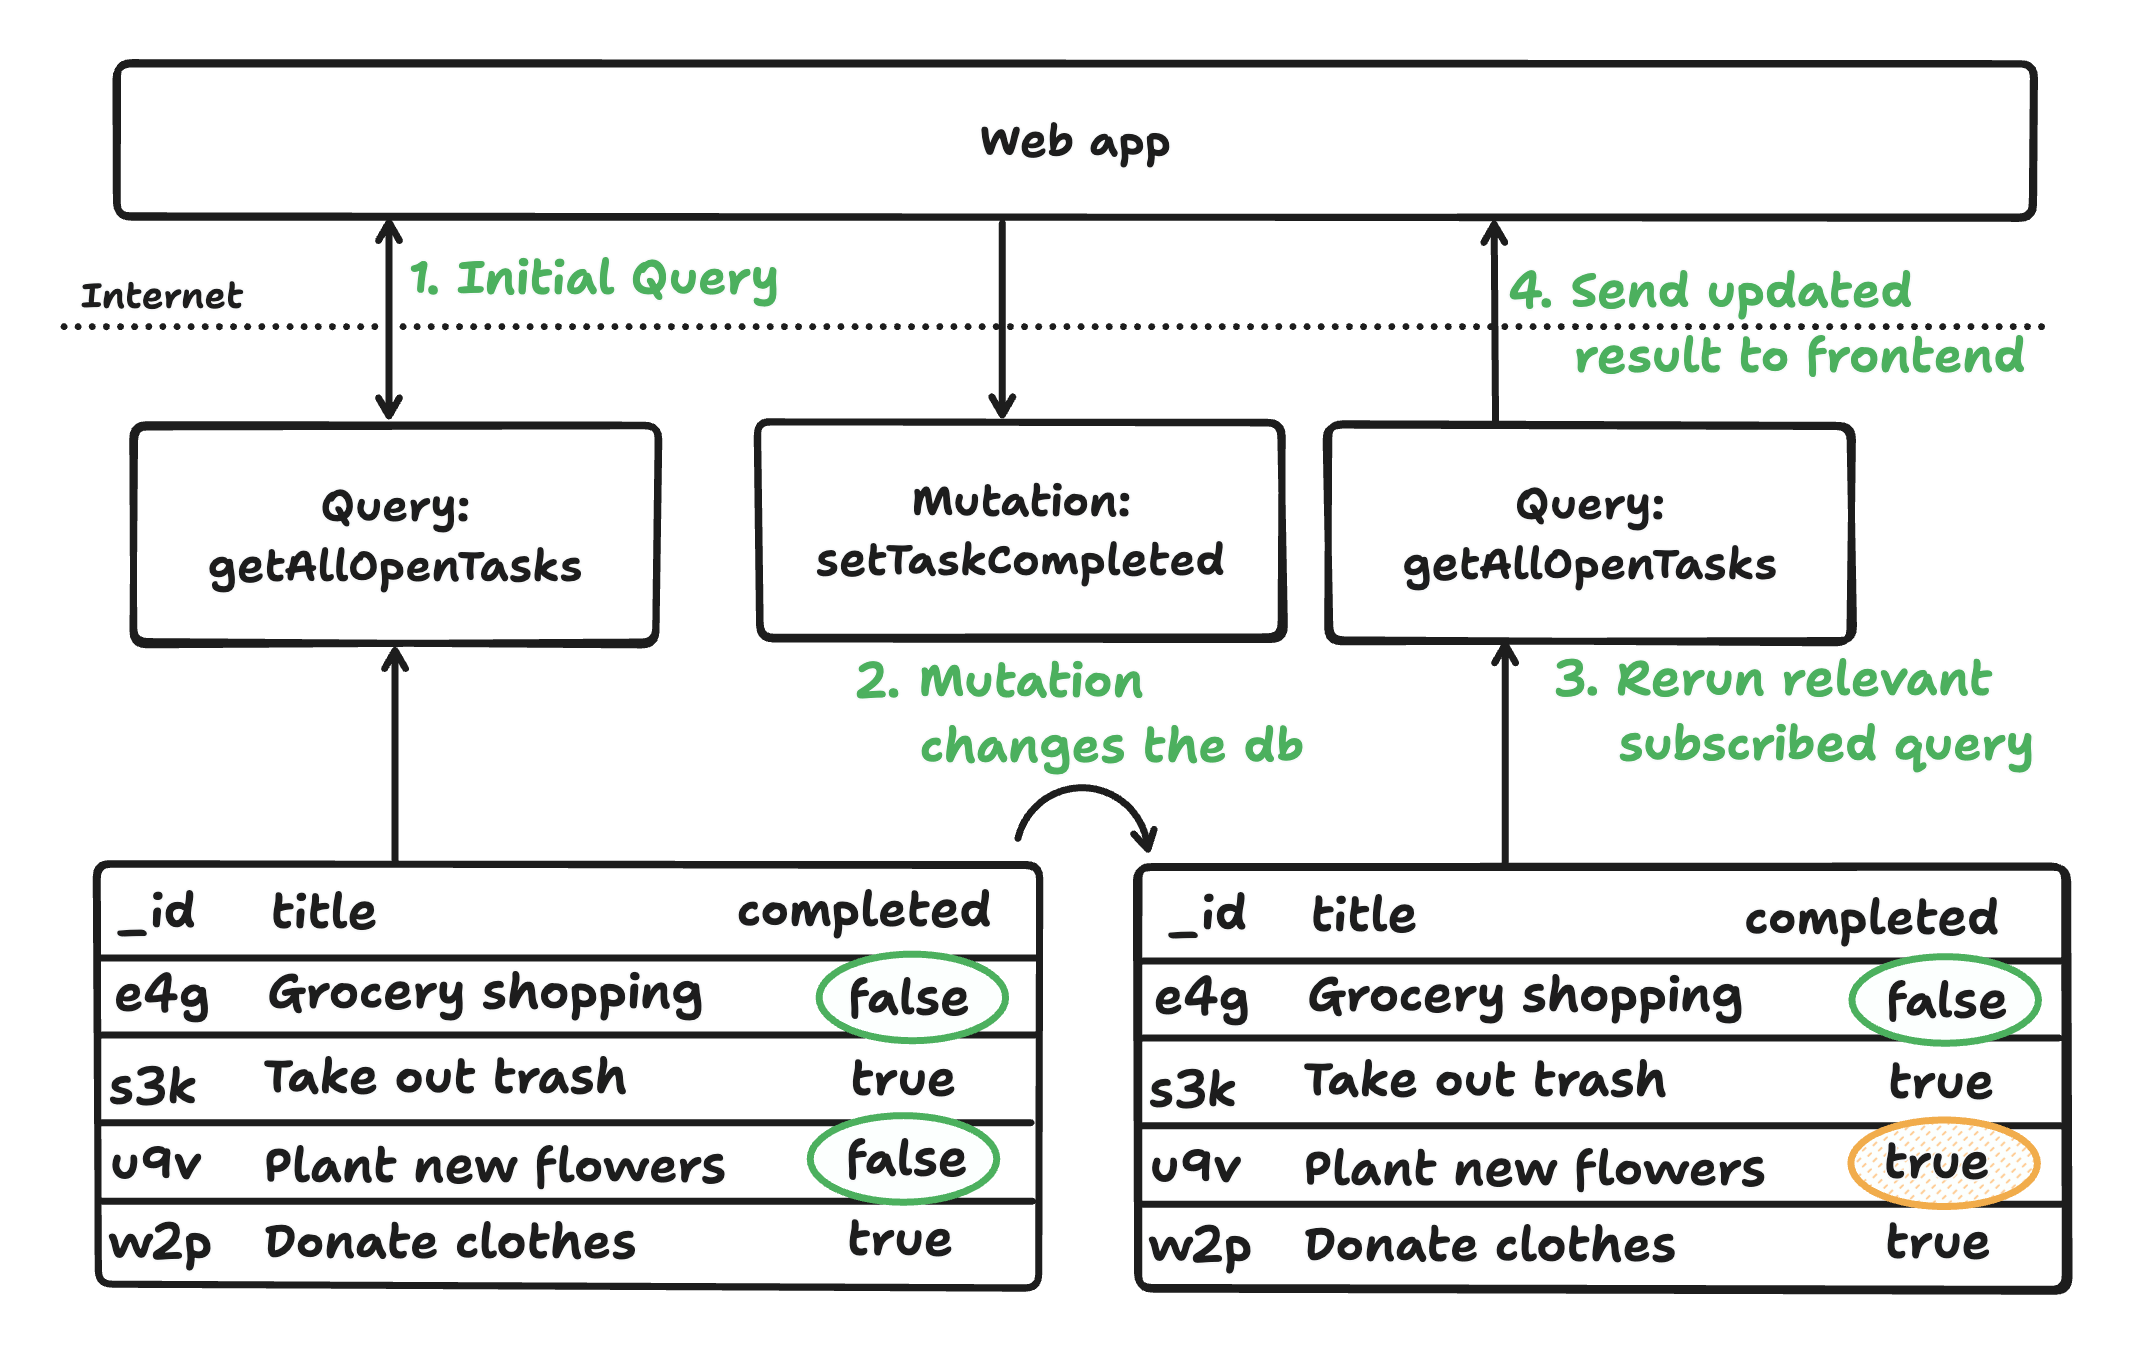 Web app
1. Initial Query
Internet
4. Send updated
result to frontend
Query:
getAllOpenTasks
Mutation:
setTaskCompleted
Query:
getAllOpenTasks
2. Mutation
changes the db
3. Rerun relevant
subscribed query
_id title completed
e4g Grocery shopping false
s3k Take out trash true
u9v Plant new flowers false
w2p Donate clothes true
_id title completed
e4g Grocery shopping false
s3k Take out trash true
u9v Plant new flowers true
w2p Donate clothes true